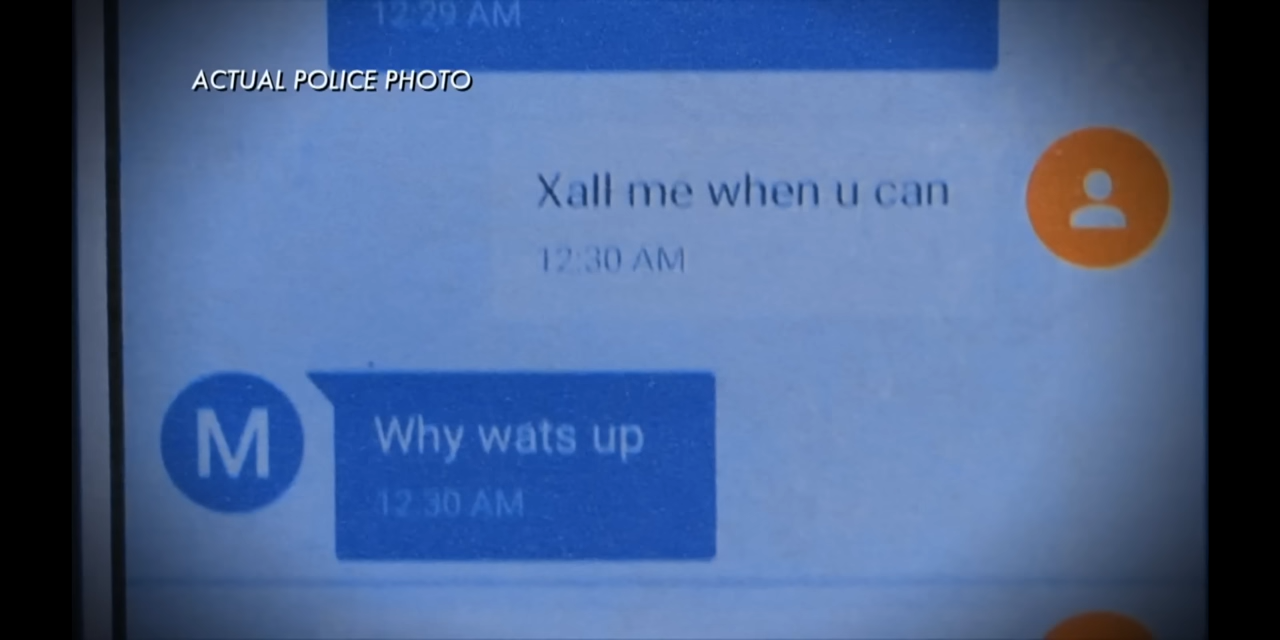 12:29 AM
ACTUAL POLICE PHOTO
Xall me when u can
12:30 AM
M
Why wats up
12:30 AM